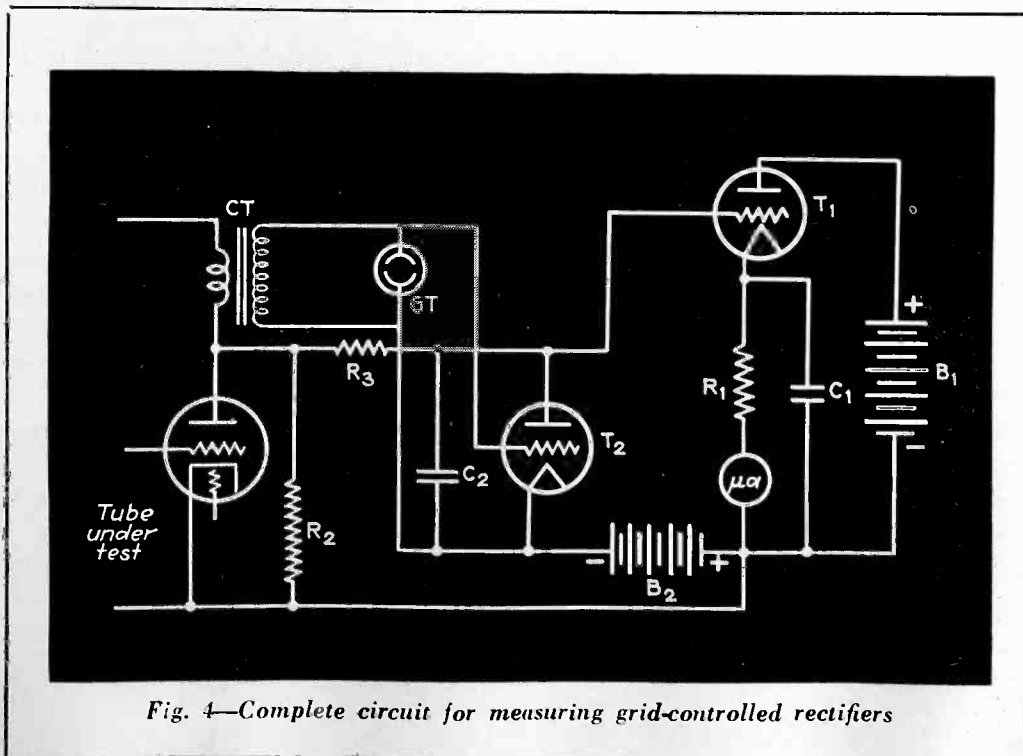 CT
GT
R3
T1
+
B1
R1
C1
-
μa
T2
C2
R2
Tube
under
test
- +
B2
Fig. 4—Complete circuit for measuring grid-controlled rectifiers